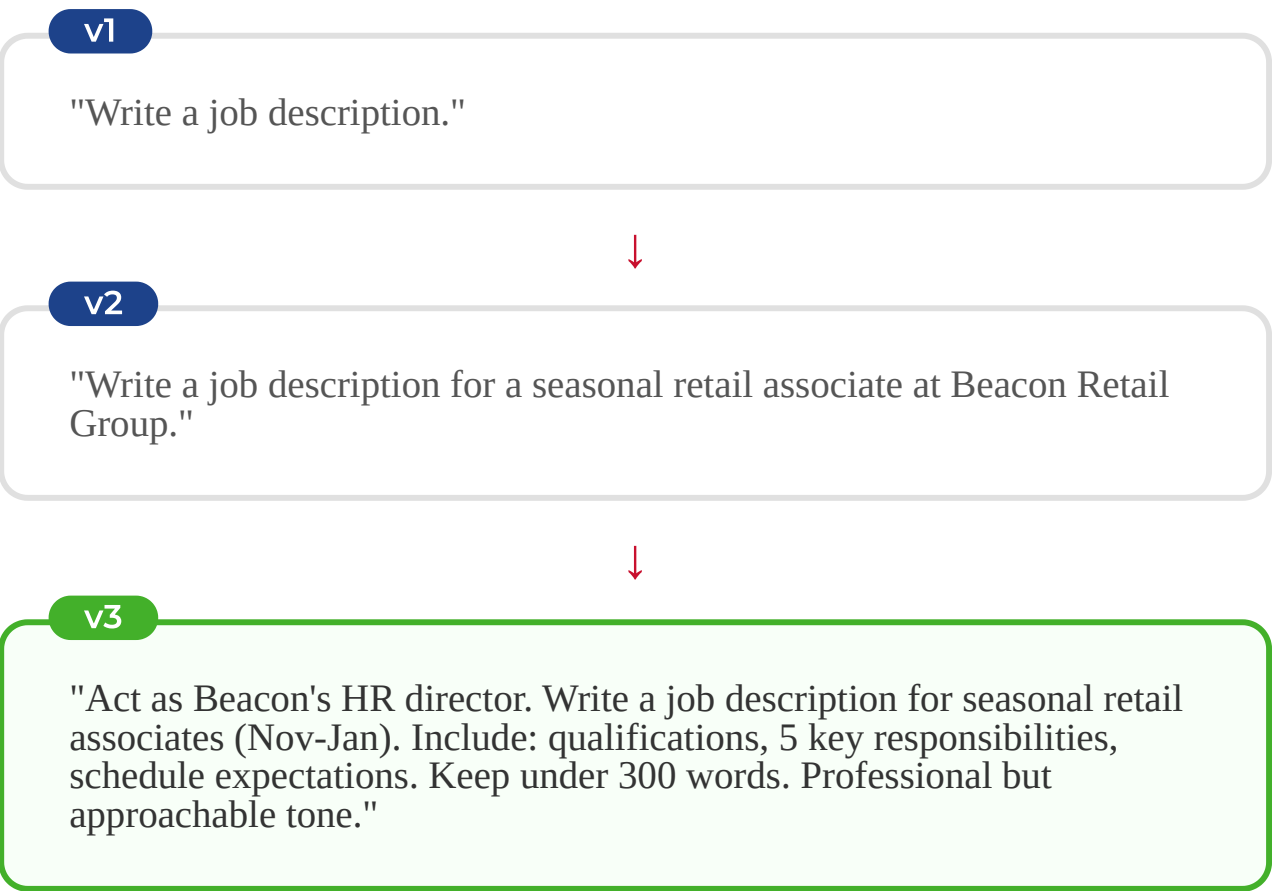 v1
"Write a job description."
↓
v2
"Write a job description for a seasonal retail associate at Beacon Retail
Group."
↓
v3
"Act as Beacon's HR director. Write a job description for seasonal retail
associates (Nov-Jan). Include: qualifications, 5 key responsibilities,
schedule expectations. Keep under 300 words. Professional but
approachable tone."